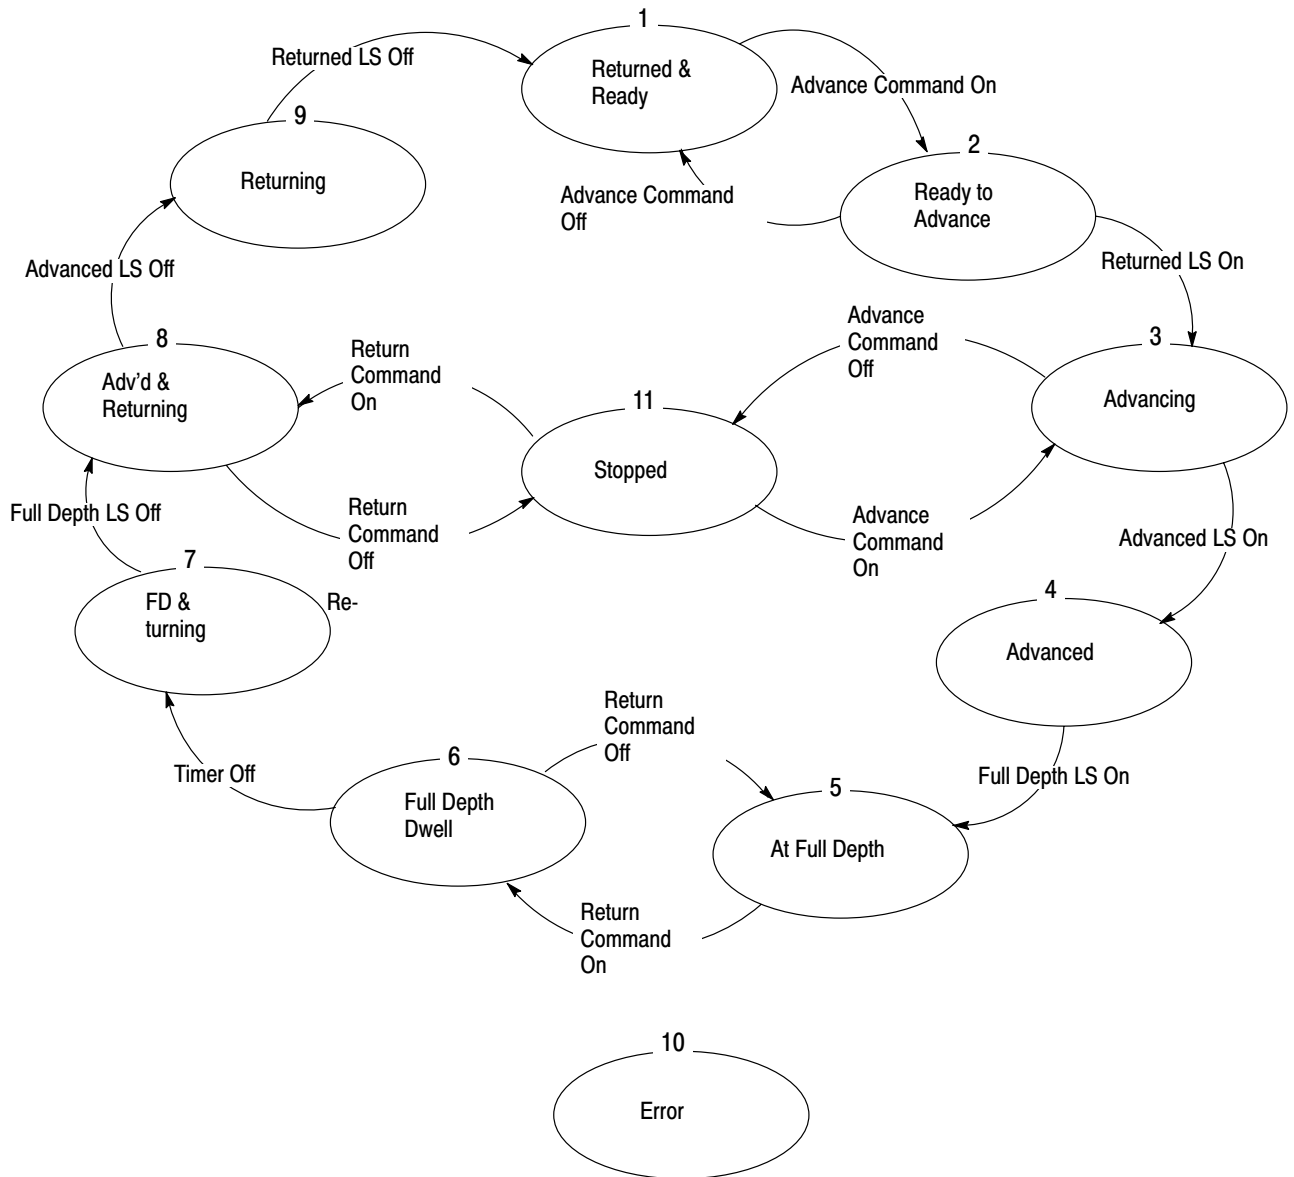 1
Returned LS Off
Returned &
Ready
Advance Command On
9
2
Returning
Advance Command
Off
Ready to
Advance
Advanced LS Off
Returned LS On
8
Return
Command
On
Advance
Command
Off
3
Adv'd &
Returning
11
Advancing
Stopped
Full Depth LS Off
Return
Command
Off
Advance
Command
On
Advanced LS On
7
FD &
Re-
turning
4
Advanced
Return
Command
Off
Timer Off
6
Full Depth
Dwell
5
Full Depth LS On
At Full Depth
Return
Command
On
10
Error